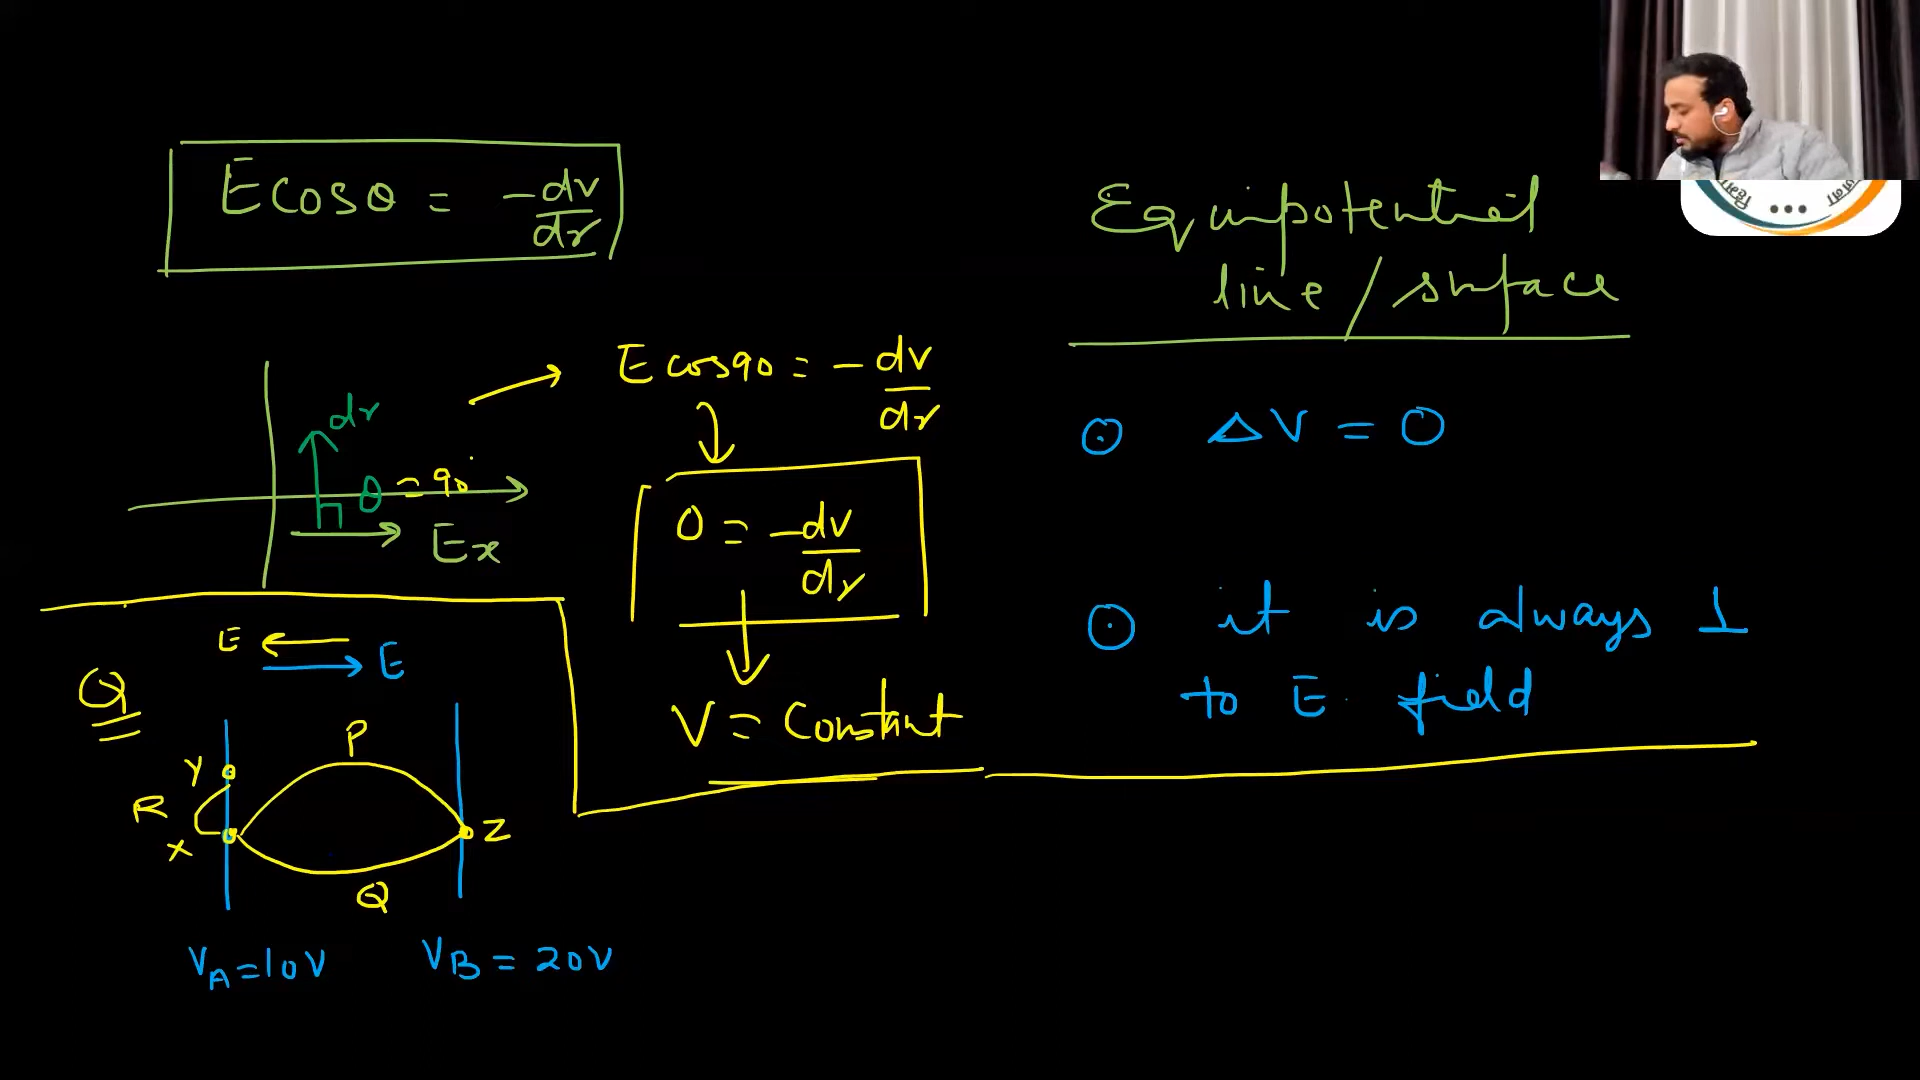 E cosθ = -dv/dr
Equipotential
line/surface
E cos90 = -dv/dr
dr
θ = 90°
Ex
0 = -dv/dr
V = Constant
⊙ ΔV = 0
⊙ it is always ⊥
to E field
E
E
Q
P
Y
R
X
Z
Q
VA = 10V
VB = 20V